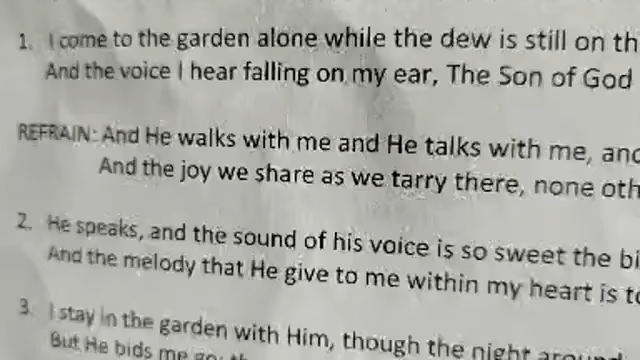 1. I come to the garden alone while the dew is still on th
And the voice I hear falling on my ear, The Son of God
REFRAIN: And He walks with me and He talks with me, and
And the joy we share as we tarry there, none oth
2. He speaks, and the sound of his voice is so sweet the bi
And the melody that He give to me within my heart is to
3. I stay in the garden with Him, though the night around
But He bids me go; th